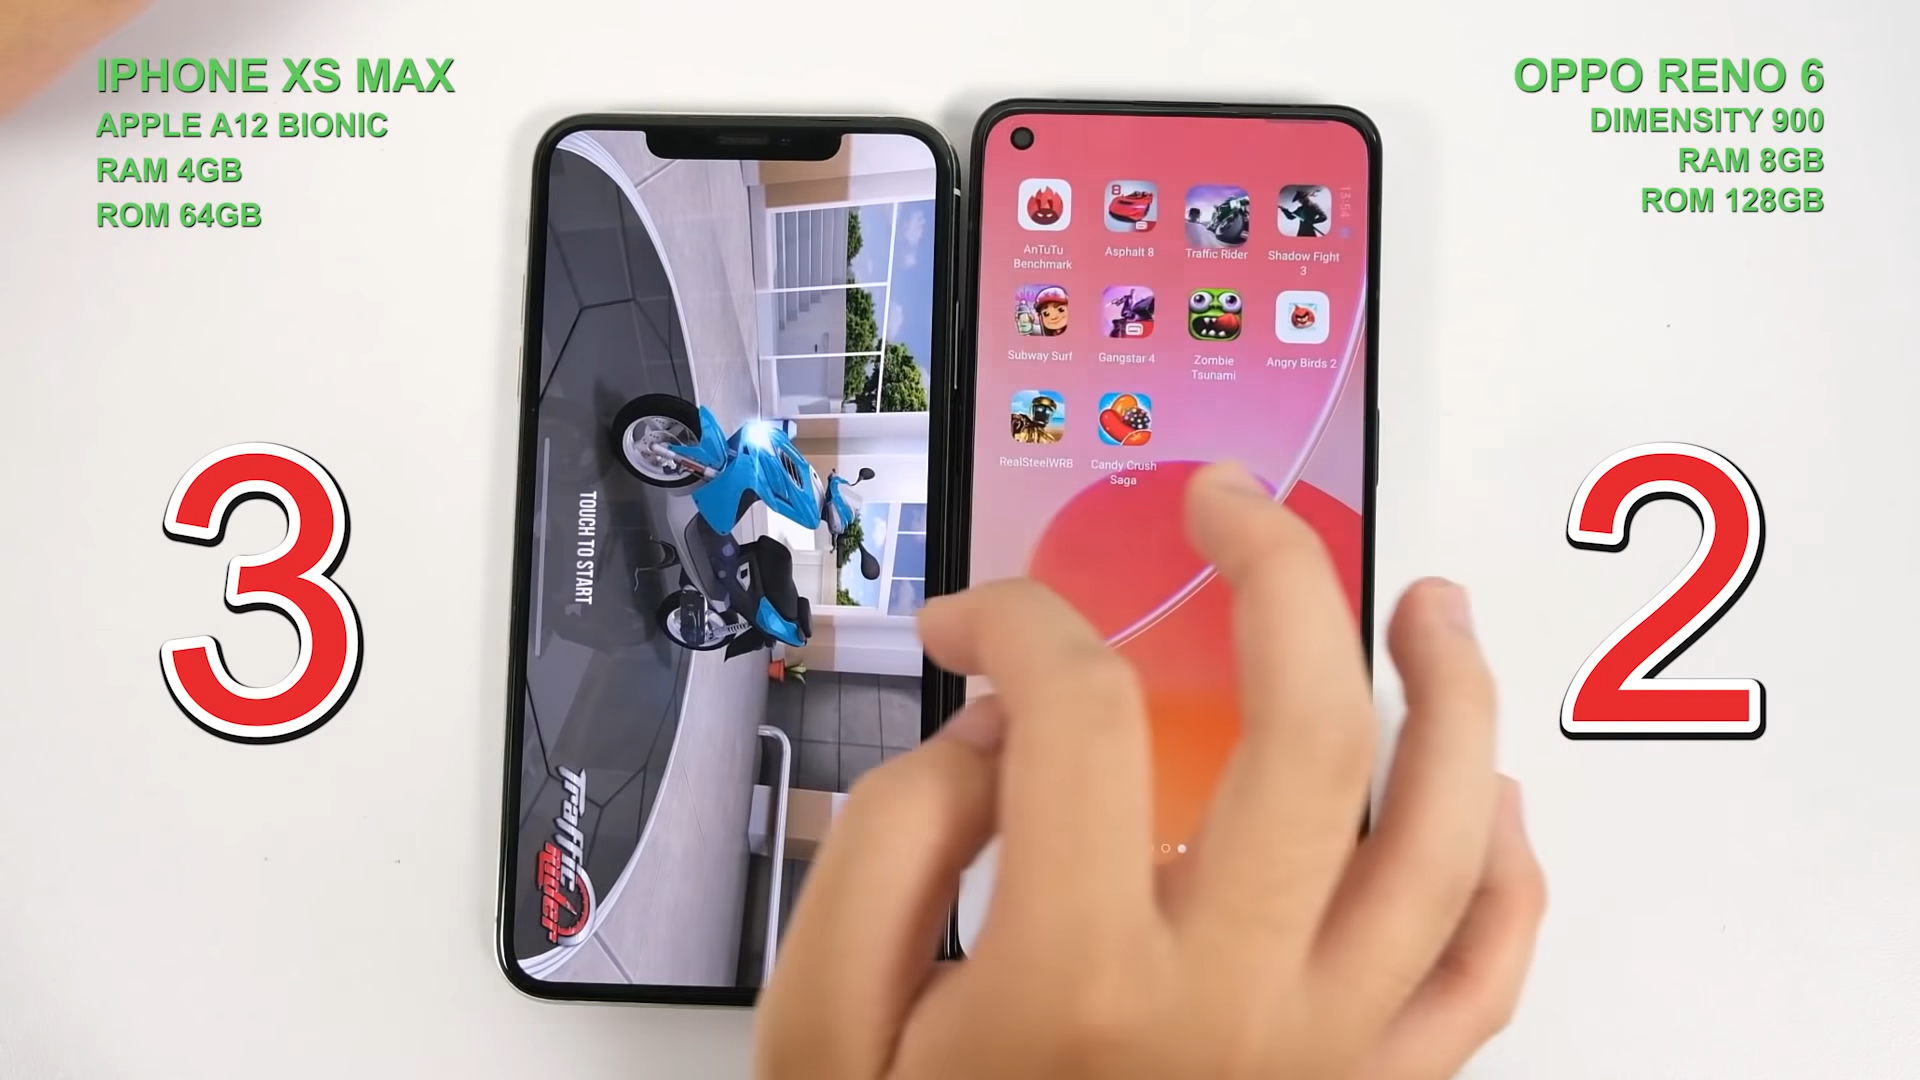 IPHONE XS MAX
APPLE A12 BIONIC
RAM 4GB
ROM 64GB
OPPO RENO 6
DIMENSITY 900
RAM 8GB
ROM 128GB
3
2
TOUCH TO START
Traffic
Rider
13:54
AnTuTu
Benchmark
Asphalt 8
Traffic Rider
Shadow Fight
3
Subway Surf
Gangstar 4
Zombie
Tsunami
Angry Birds 2
RealSteelWRB
Candy Crush
Saga